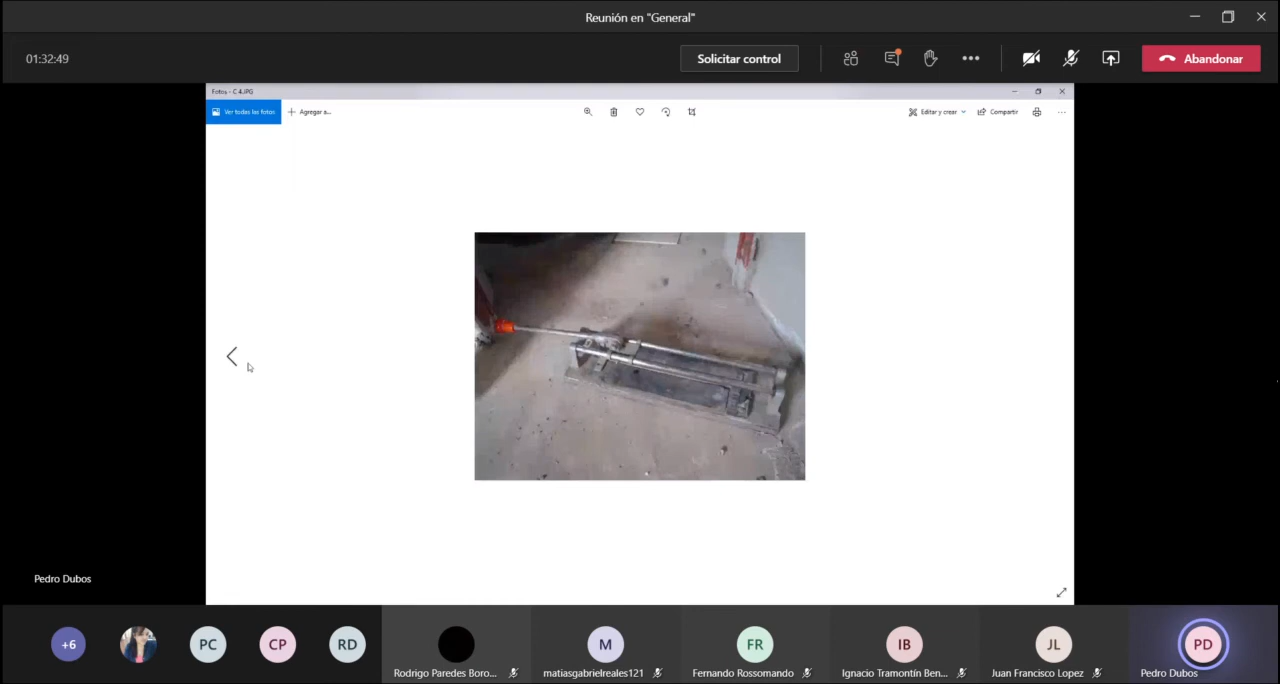 Reunión en "General"
01:32:49
Solicitar control
Abandonar
Fotos - C 4.JPG
Ver todas las fotos
Agregar a...
Editar y crear
Compartir
Pedro Dubos
+6
PC
CP
RD
M
FR
IB
JL
PD
Rodrigo Paredes Boro...
matiasgabrielreales121
Fernando Rossomando
Ignacio Tramontín Ben...
Juan Francisco Lopez
Pedro Dubos